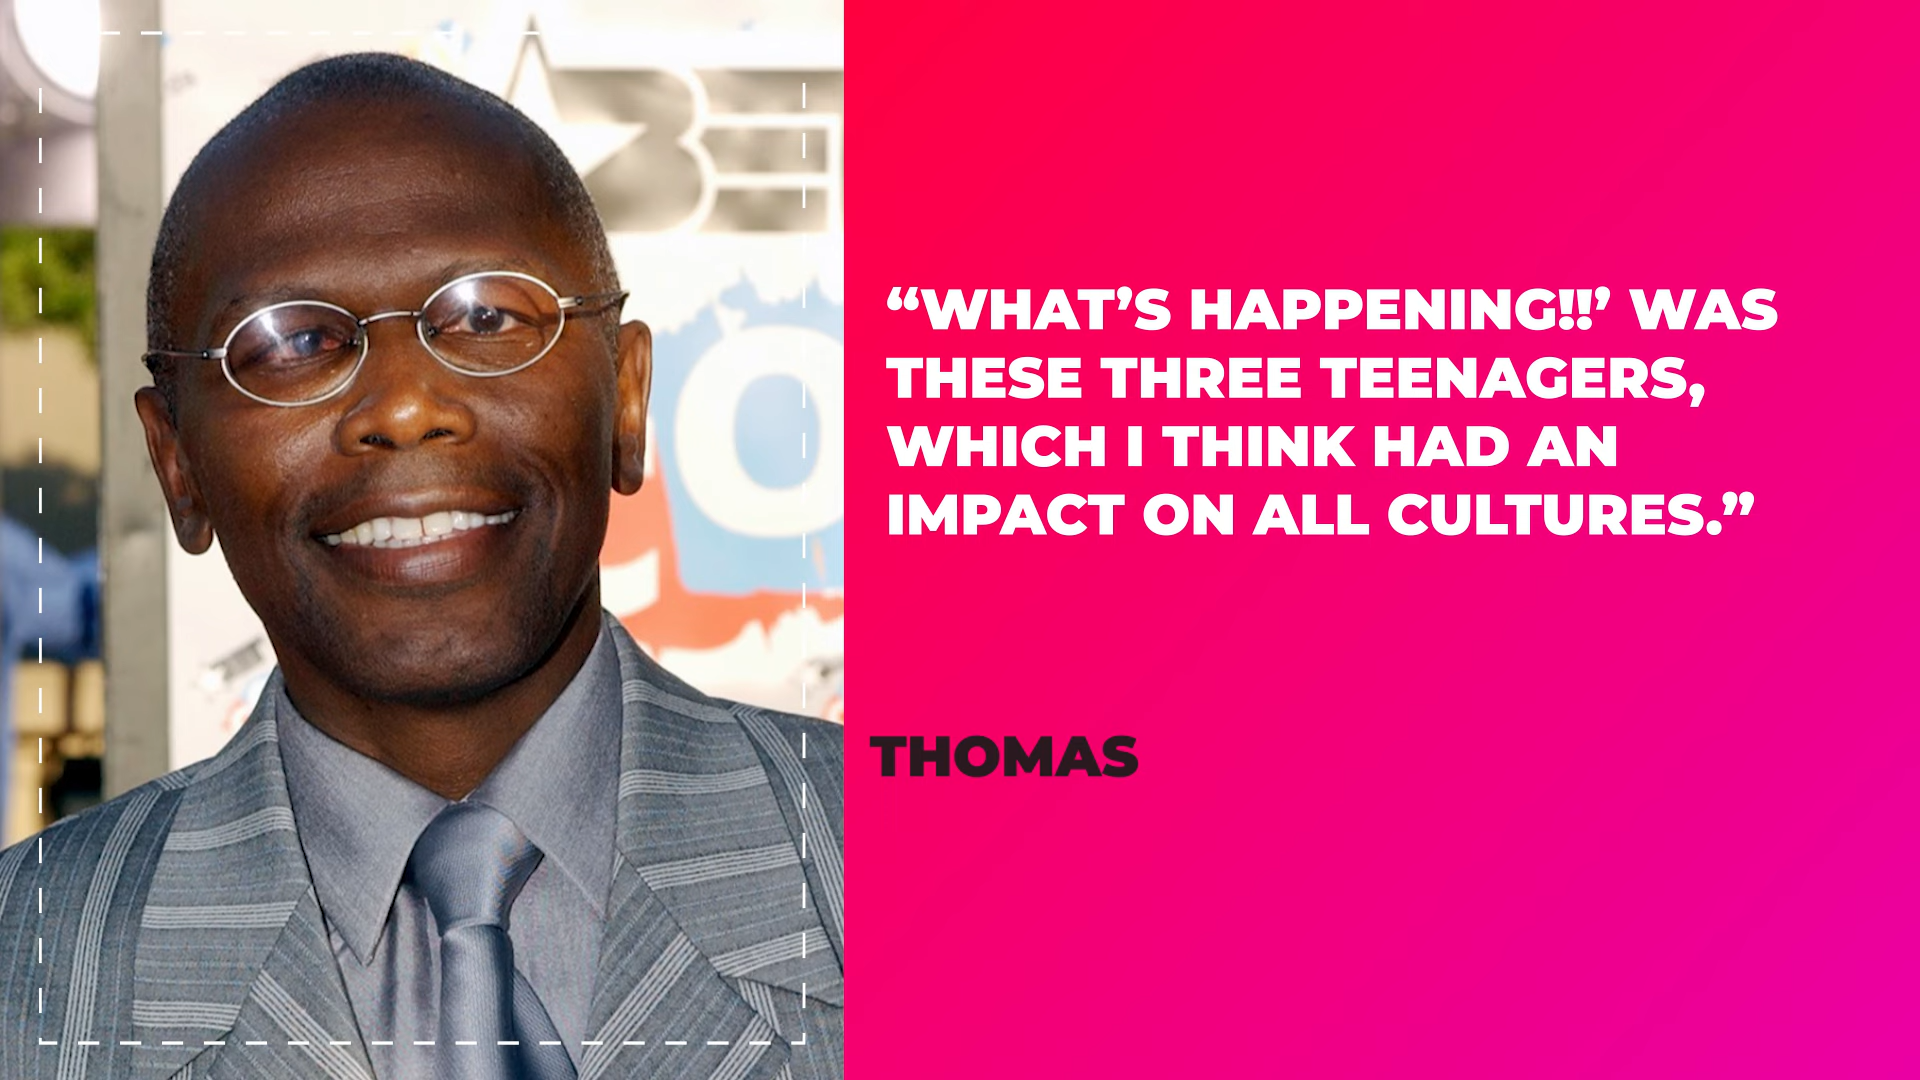 “WHAT’S HAPPENING!!’ WAS
THESE THREE TEENAGERS,
WHICH I THINK HAD AN
IMPACT ON ALL CULTURES.”
THOMAS